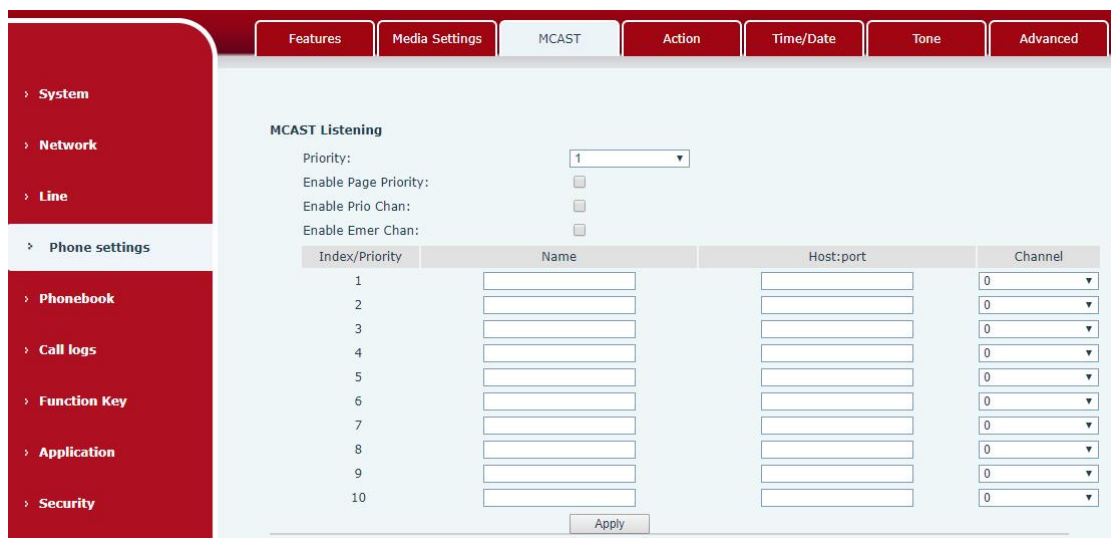 Features Media Settings MCAST Action Time/Date Tone Advanced
› System
› Network
› Line
› Phone settings
› Phonebook
› Call logs
› Function Key
› Application
› Security
MCAST Listening
Priority: 1
Enable Page Priority:
Enable Prio Chan:
Enable Emer Chan:
Index/Priority Name Host:port Channel
1 0
2 0
3 0
4 0
5 0
6 0
7 0
8 0
9 0
10 0
Apply